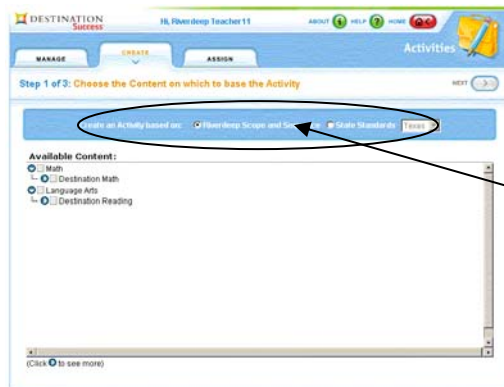 DESTINATION
Success
Hi, Riverdeep Teacher11
ABOUT HELP ? HOME
MANAGE
CREATE
ASSIGN
Activities
Step 1 of 3: Choose the Content on which to base the Activity
NEXT
Create an Activity based on: Riverdeep Scope and Sequence State Standards Texas
Available Content:
Math
Destination Math
Language Arts
Destination Reading
(Click to see more)